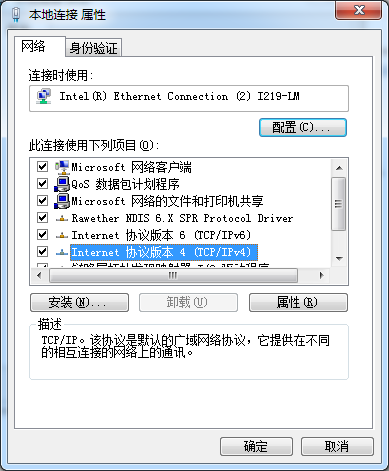 本地连接 属性
网络
身份验证
连接时使用:
Intel(R) Ethernet Connection (2) I219-LM
配置(C)...
此连接使用下列项目(O):
Microsoft 网络客户端
QoS 数据包计划程序
Microsoft 网络的文件和打印机共享
Rawether NDIS 6.X SPR Protocol Driver
Internet 协议版本 6 (TCP/IPv6)
Internet 协议版本 4 (TCP/IPv4)
安装(N)...
卸载(U)
属性(R)
描述
TCP/IP。该协议是默认的广域网络协议，它提供在不同
的相互连接的网络上的通讯。
确定
取消